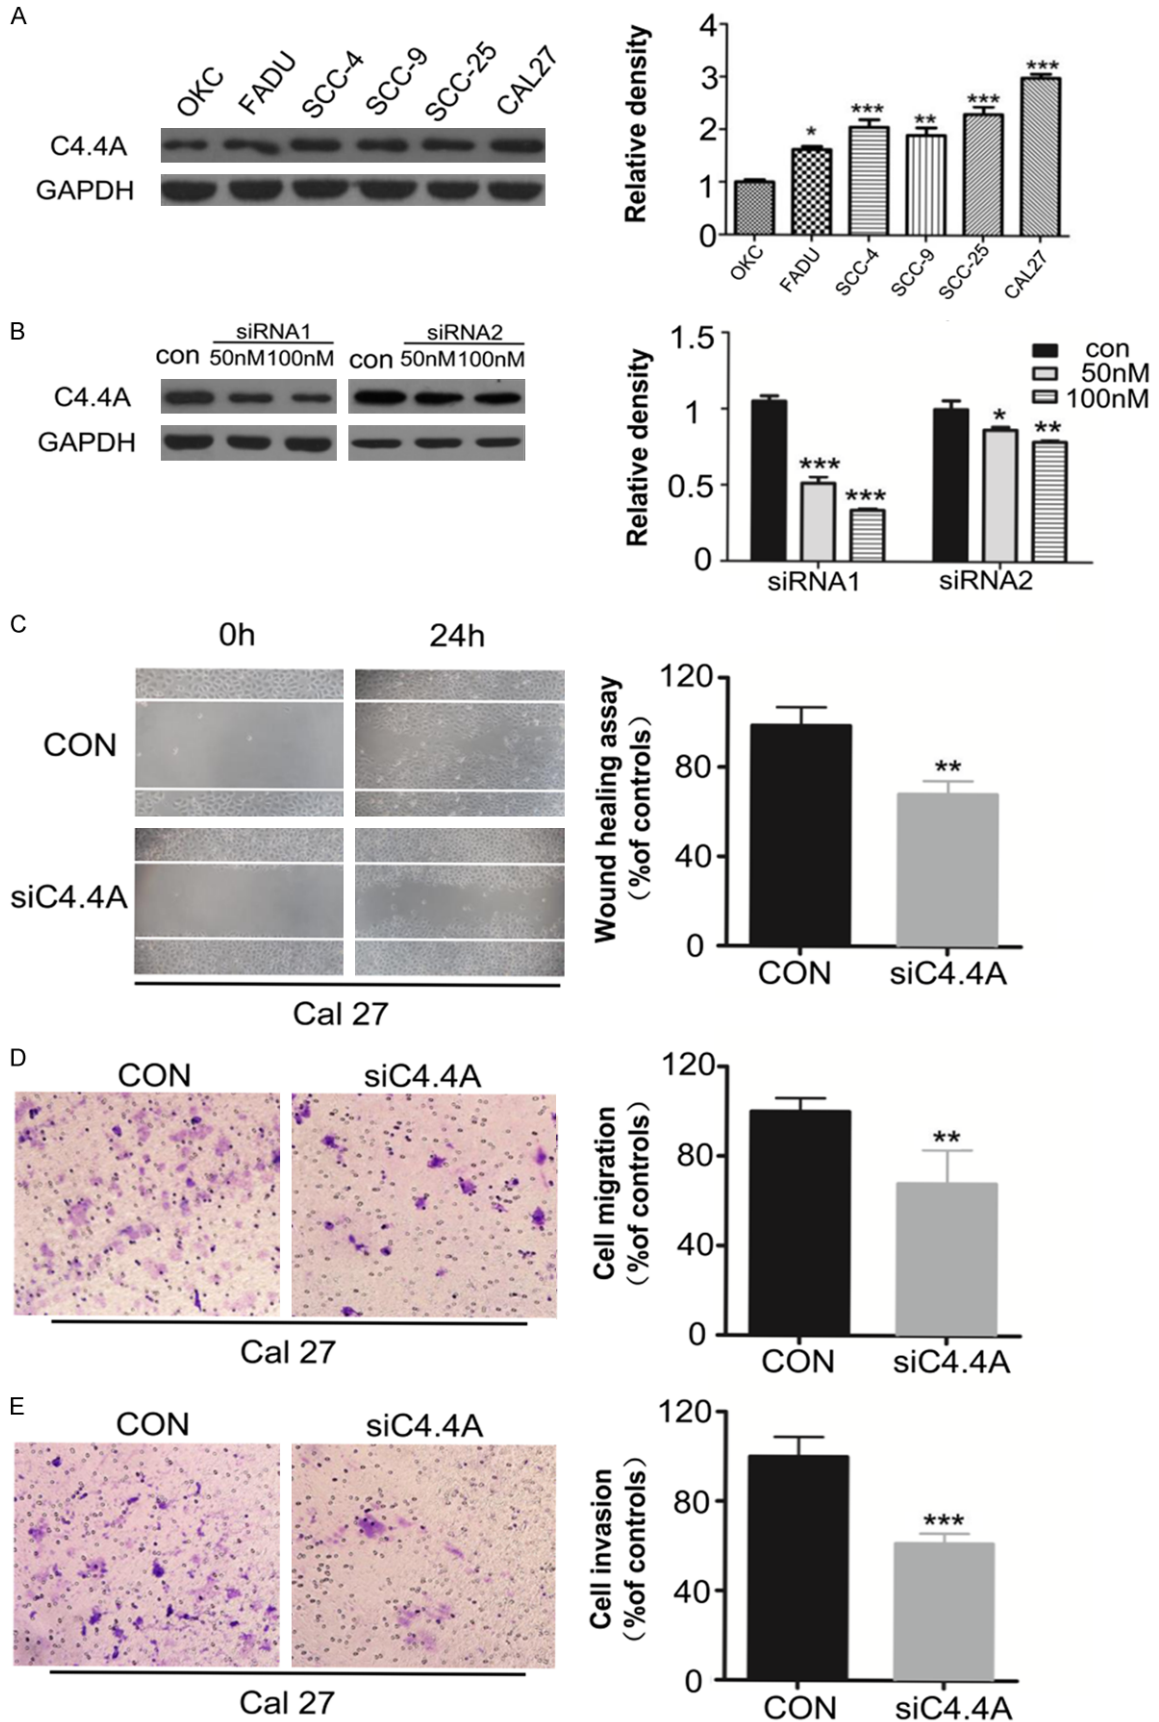 A
OKC FADU SCC-4 SCC-9 SCC-25 CAL27
C4.4A
GAPDH
Relative density
4
3
2
1
0
* *** ** *** ***
OKC FADU SCC-4 SCC-9 SCC-25 CAL27
B
siRNA1 siRNA2
con 50nM 100nM con 50nM 100nM
C4.4A
GAPDH
Relative density
1.5
1
0.5
0
con
50nM
100nM
*** *** * **
siRNA1 siRNA2
C
0h 24h
CON
siC4.4A
Cal 27
Wound healing assay
(%of controls)
120
80
40
0
**
CON siC4.4A
D
CON siC4.4A
Cal 27
Cell migration
(%of controls)
120
80
40
0
**
CON siC4.4A
E
CON siC4.4A
Cal 27
Cell invasion
(%of controls)
120
80
40
0
***
CON siC4.4A